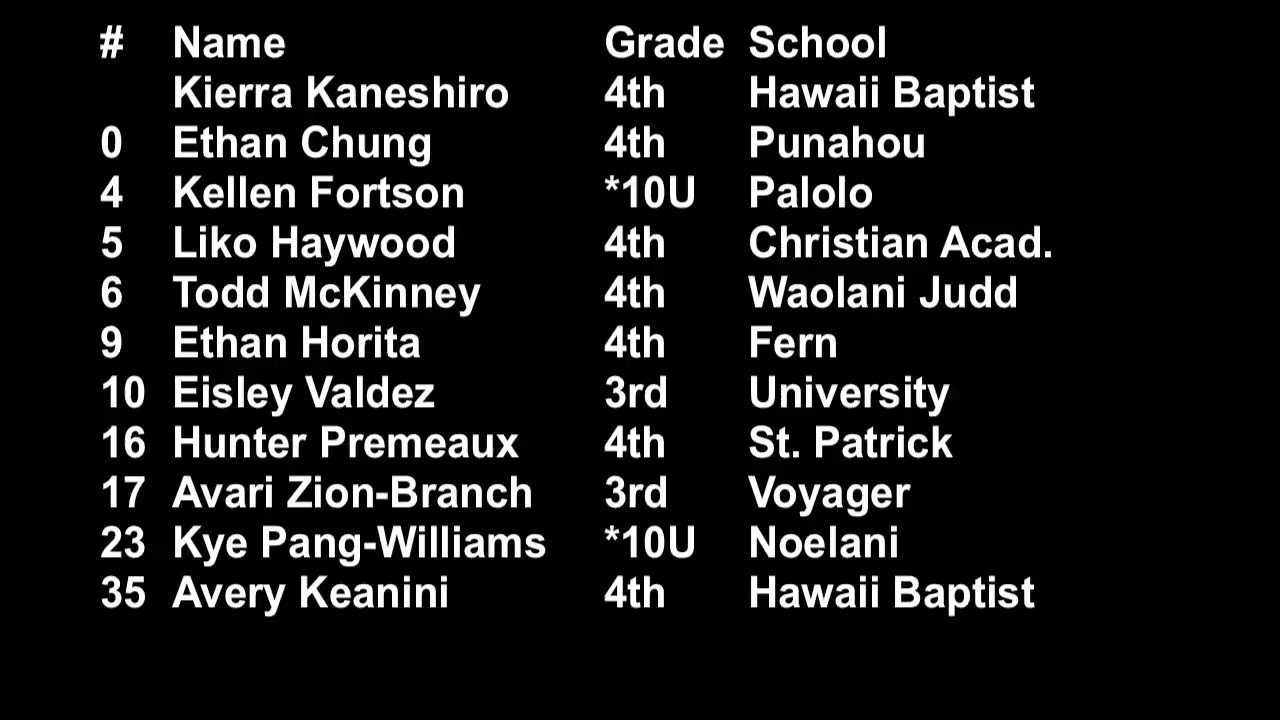 # Name Grade School
Kierra Kaneshiro 4th Hawaii Baptist
0 Ethan Chung 4th Punahou
4 Kellen Fortson *10U Palolo
5 Liko Haywood 4th Christian Acad.
6 Todd McKinney 4th Waolani Judd
9 Ethan Horita 4th Fern
10 Eisley Valdez 3rd University
16 Hunter Premeaux 4th St. Patrick
17 Avari Zion-Branch 3rd Voyager
23 Kye Pang-Williams *10U Noelani
35 Avery Keanini 4th Hawaii Baptist